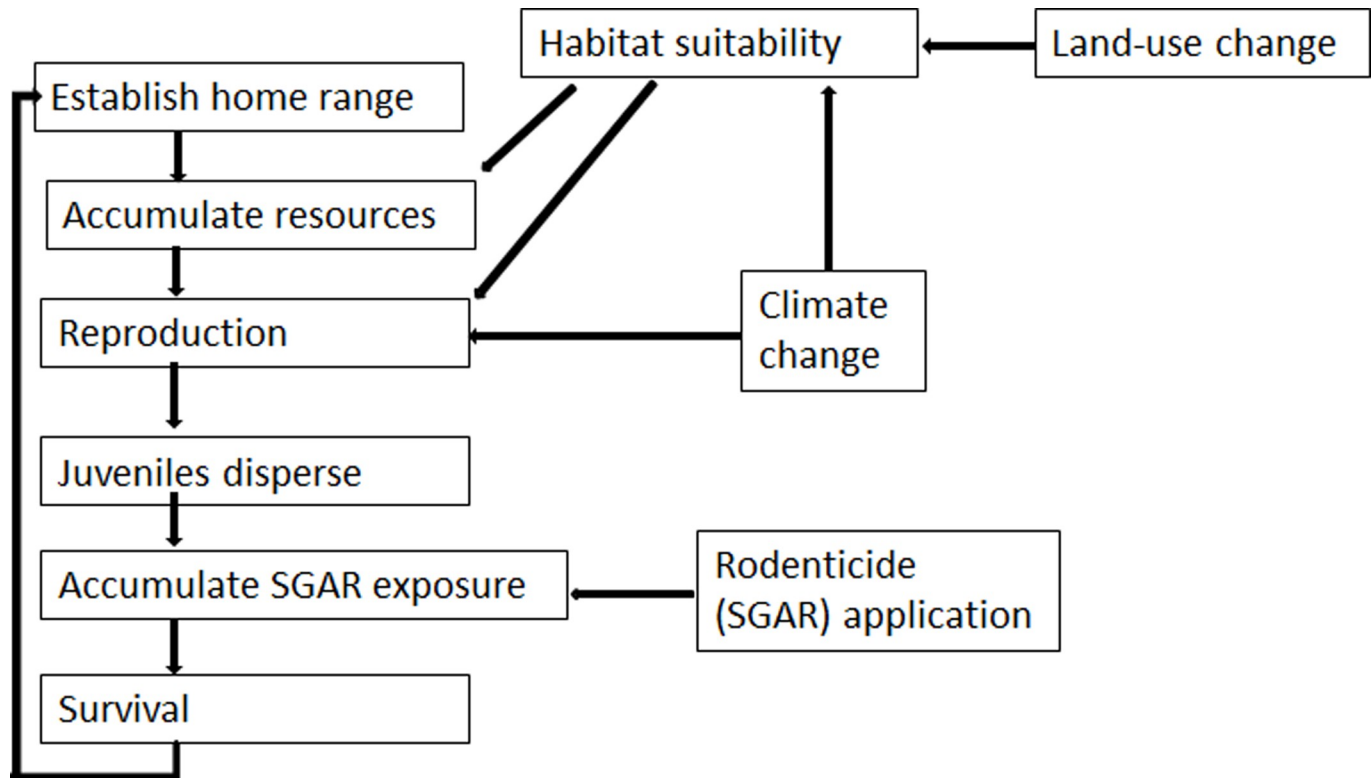 Habitat suitability
Land-use change
Establish home range
Accumulate resources
Reproduction
Climate
change
Juveniles disperse
Accumulate SGAR exposure
Rodenticide
(SGAR) application
Survival